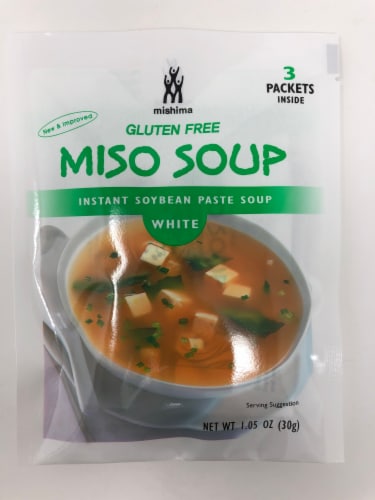 mishima
3
PACKETS
INSIDE
New & Improved
GLUTEN FREE
MISO SOUP
INSTANT SOYBEAN PASTE SOUP
WHITE
Serving Suggestion
NET WT 1.05 OZ (30g)